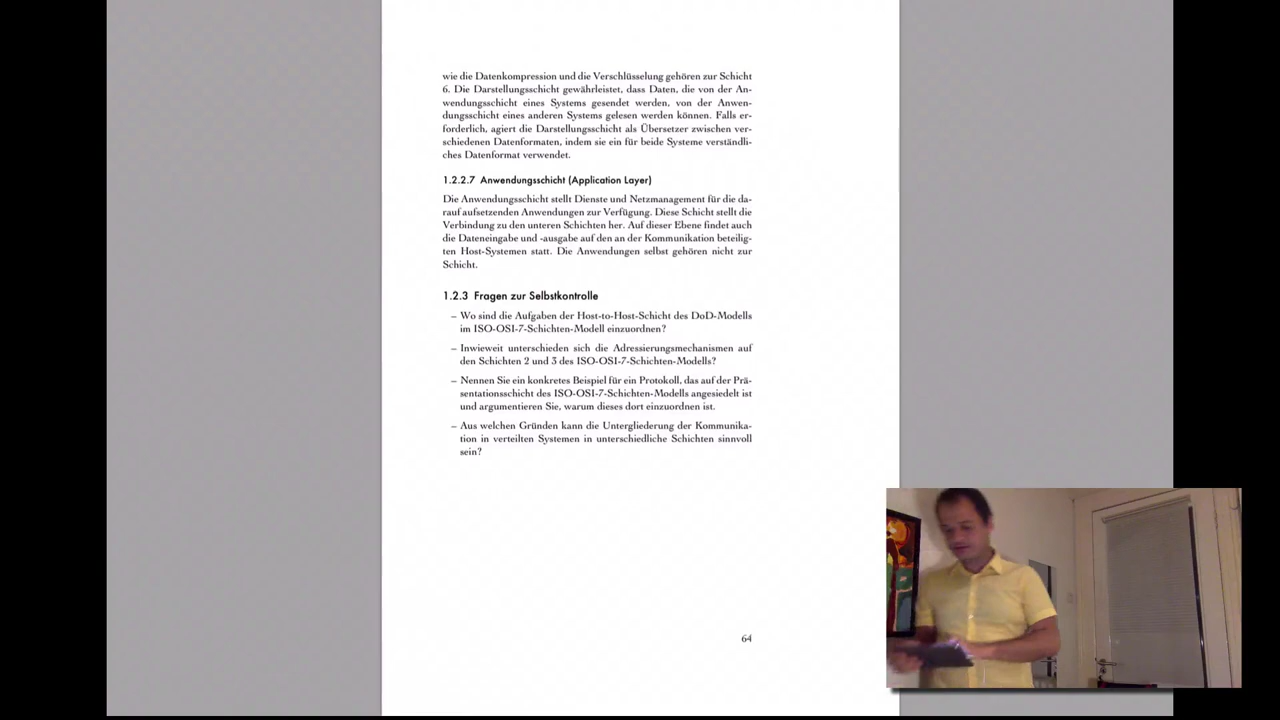 wie die Datenkompression und die Verschlüsselung gehören zur Schicht
6. Die Darstellungsschicht gewährleistet, dass Daten, die von der An-
wendungsschicht eines Systems gesendet werden, von der Anwen-
dungsschicht eines anderen Systems gelesen werden können. Falls er-
forderlich, agiert die Darstellungsschicht als Übersetzer zwischen ver-
schiedenen Datenformaten, indem sie ein für beide Systeme verständli-
ches Datenformat verwendet.
1.2.2.7 Anwendungsschicht (Application Layer)
Die Anwendungsschicht stellt Dienste und Netzmanagement für die da-
rauf aufsetzenden Anwendungen zur Verfügung. Diese Schicht stellt die
Verbindung zu den unteren Schichten her. Auf dieser Ebene findet auch
die Dateneingabe und -ausgabe auf den an der Kommunikation beteilig-
ten Host-Systemen statt. Die Anwendungen selbst gehören nicht zur
Schicht.
1.2.3 Fragen zur Selbstkontrolle
– Wo sind die Aufgaben der Host-to-Host-Schicht des DoD-Modells
im ISO-OSI-7-Schichten-Modell einzuordnen?
– Inwieweit unterschieden sich die Adressierungsmechanismen auf
den Schichten 2 und 3 des ISO-OSI-7-Schichten-Modells?
– Nennen Sie ein konkretes Beispiel für ein Protokoll, das auf der Prä-
sentationsschicht des ISO-OSI-7-Schichten-Modells angesiedelt ist
und argumentieren Sie, warum dieses dort einzuordnen ist.
– Aus welchen Gründen kann die Untergliederung der Kommunika-
tion in verteilten Systemen in unterschiedliche Schichten sinnvoll
sein?
64